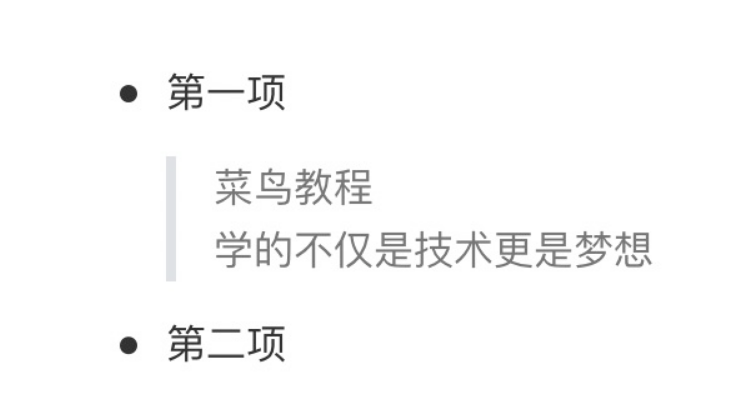 第一项
菜鸟教程
学的不仅是技术更是梦想
第二项